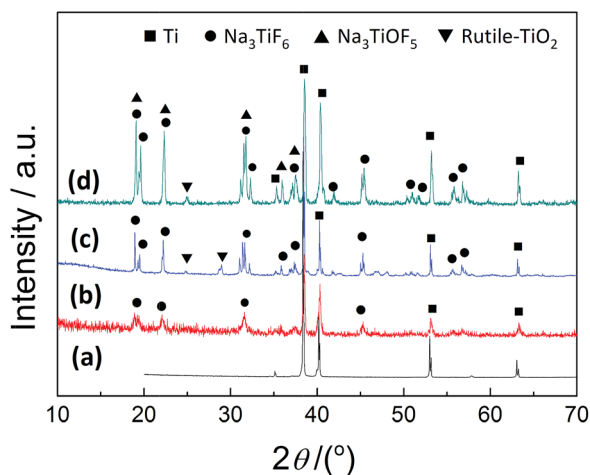 Ti Na3TiF6 Na3TiOF5 Rutile-TiO2
(d)
(c)
(b)
(a)
Intensity / a.u.
10 20 30 40 50 60 70
2θ /(o)